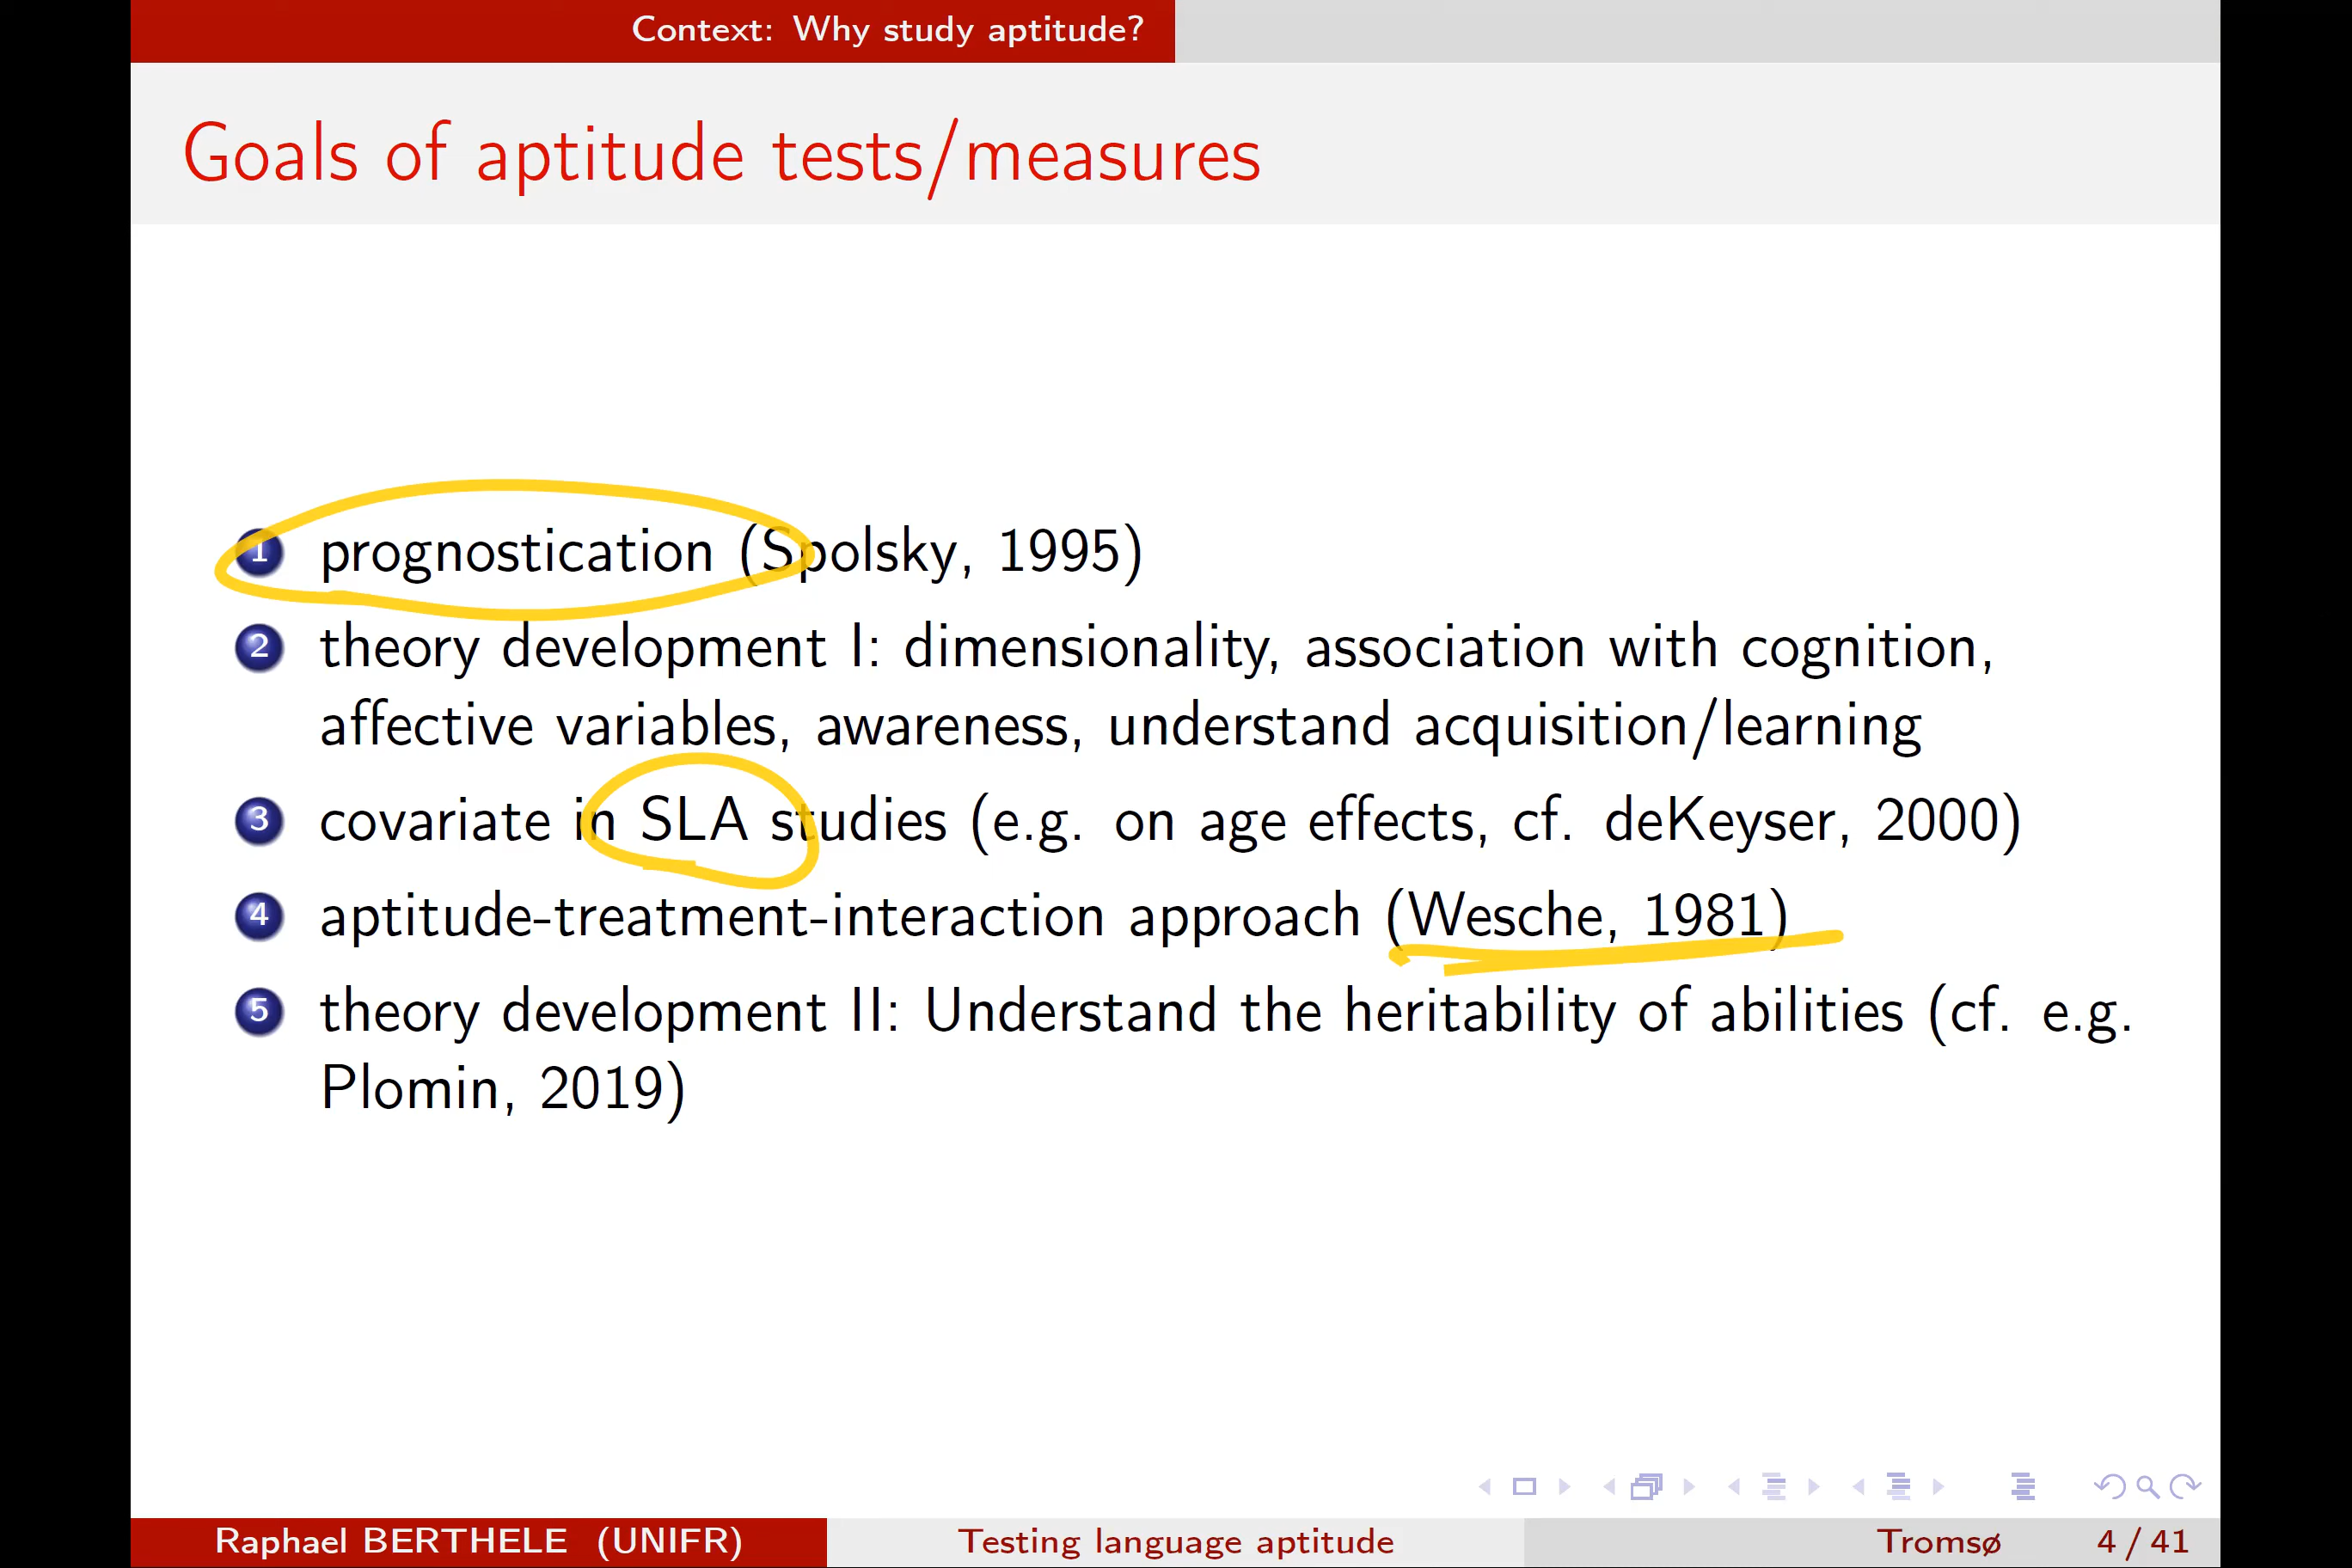 Context: Why study aptitude?
Goals of aptitude tests/measures
1 prognostication (Spolsky, 1995)
2 theory development I: dimensionality, association with cognition,
affective variables, awareness, understand acquisition/learning
3 covariate in SLA studies (e.g. on age effects, cf. deKeyser, 2000)
4 aptitude-treatment-interaction approach (Wesche, 1981)
5 theory development II: Understand the heritability of abilities (cf. e.g.
Plomin, 2019)
Raphael BERTHELE (UNIFR) Testing language aptitude Tromsø 4 / 41